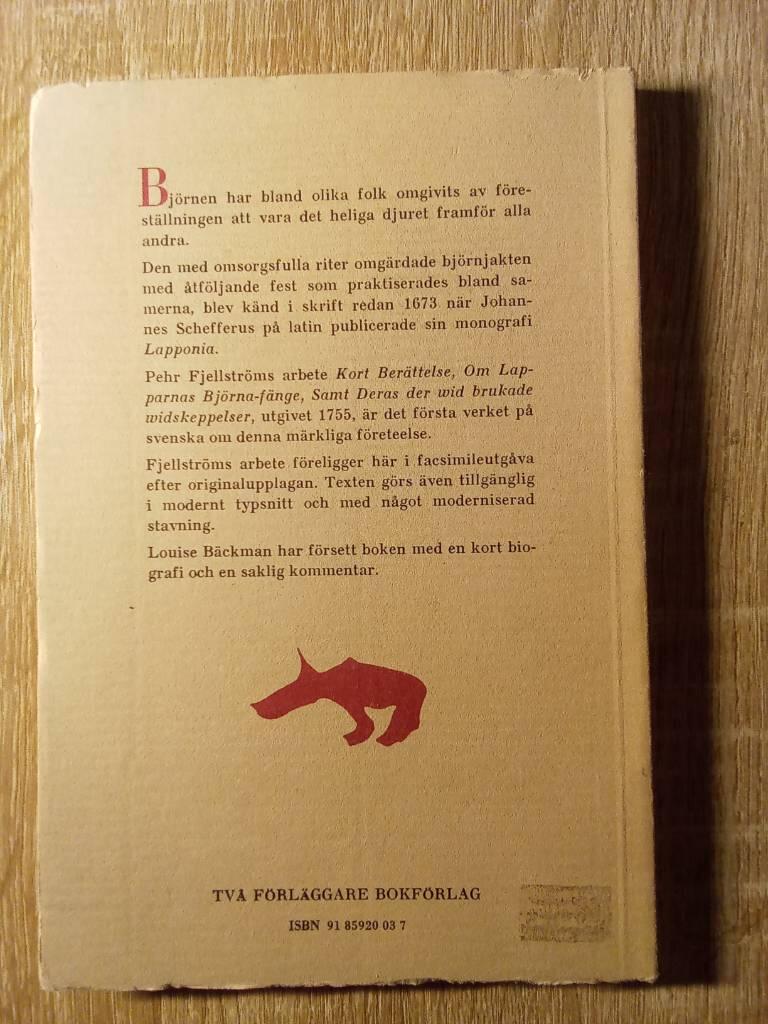 Björnen har bland olika folk omgivits av före-
ställningen att vara det heliga djuret framför alla
andra.
Den med omsorgsfulla riter omgärdade björnjakten
med åtföljande fest som praktiserades bland sa-
merna, blev känd i skrift redan 1673 när Johan-
nes Schefferus på latin publicerade sin monografi
Lapponia.
Pehr Fjellströms arbete Kort Berättelse, Om Lap-
parnas Björna-fänge, Samt Deras der wid brukade
widskeppelser, utgivet 1755, är det första verket på
svenska om denna märkliga företeelse.
Fjellströms arbete föreligger här i facsimileutgåva
efter originalupplagan. Texten görs även tillgänglig
i modernt typsnitt och med något moderniserad
stavning.
Louise Bäckman har försett boken med en kort bio-
grafi och en saklig kommentar.
TVÅ FÖRLÄGGARE BOKFÖRLAG
ISBN 91 85920 03 7